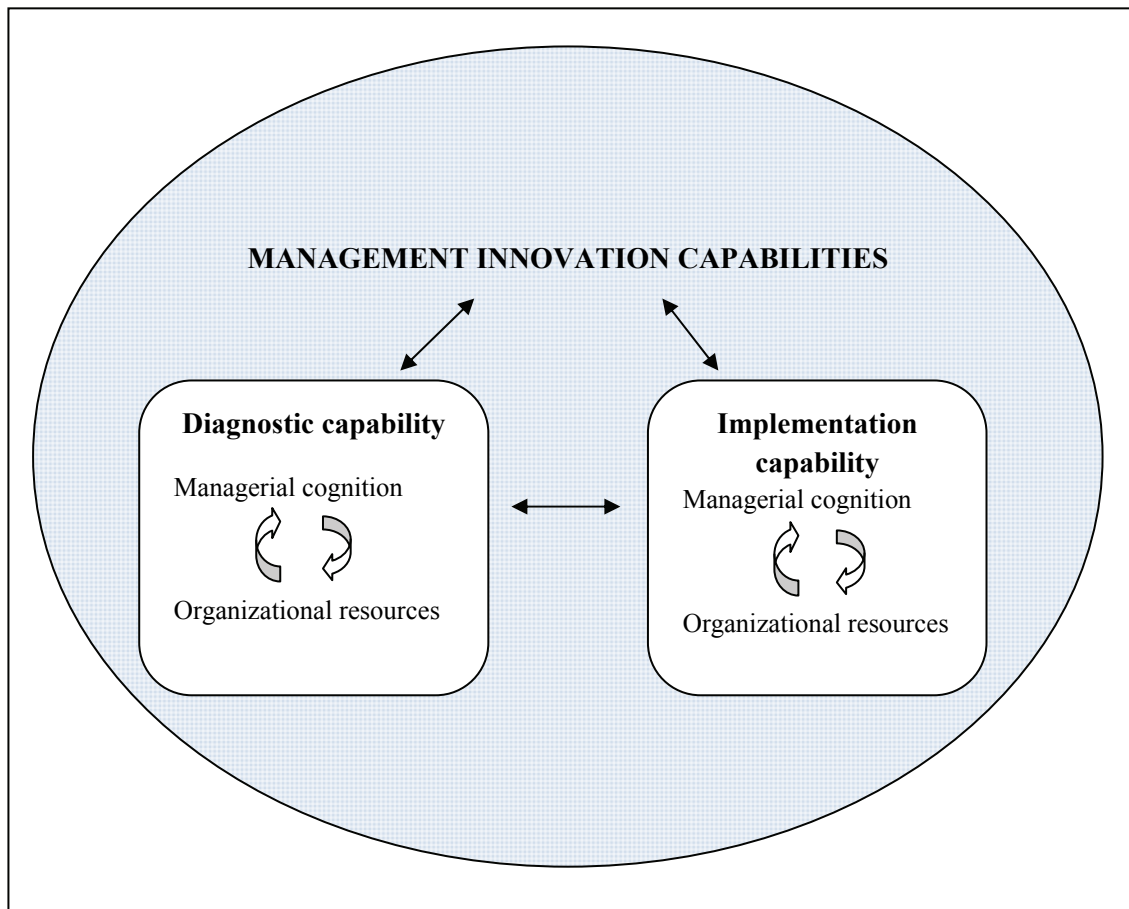 MANAGEMENT INNOVATION CAPABILITIES
Diagnostic capability
Managerial cognition
Organizational resources
Implementation
capability
Managerial cognition
Organizational resources